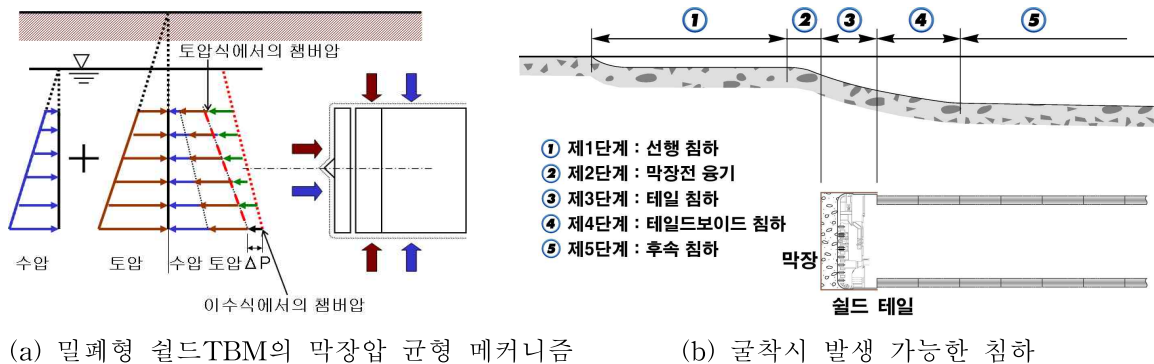 토압식에서의 챔버압
수압
토압
수압 토압 ΔP
이수식에서의 챔버압
(a) 밀폐형 쉴드TBM의 막장압 균형 메커니즘
① ② ③ ④ ⑤
① 제1단계 : 선행 침하
② 제2단계 : 막장전 융기
③ 제3단계 : 테일 침하
④ 제4단계 : 테일드보이드 침하
⑤ 제5단계 : 후속 침하
막장
쉴드 테일
(b) 굴착시 발생 가능한 침하